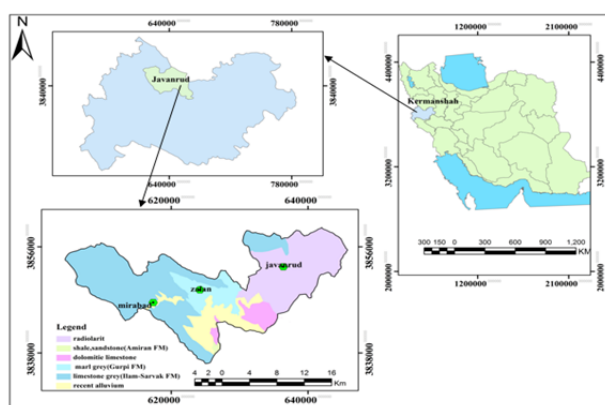 N
640000 780000
3840000
Javanrud
3840000
640000 780000
1200000 2100000
4400000
4400000
Kermanshah
3200000
3200000
300 150 0 300 600 900 1,200
KM
2000000
2000000
1200000 2100000
620000 640000
3856000
3856000
javanrud
zalan
mirabad
Legend
radiolarit
shale,sandstone(Amiran FM)
dolomitic limestone
marl grey(Gurpi FM)
limestone grey(Ilam-Sarvak FM)
recent alluvium
4 2 0 4 8 12 16
Km
3838000
3838000
620000 640000